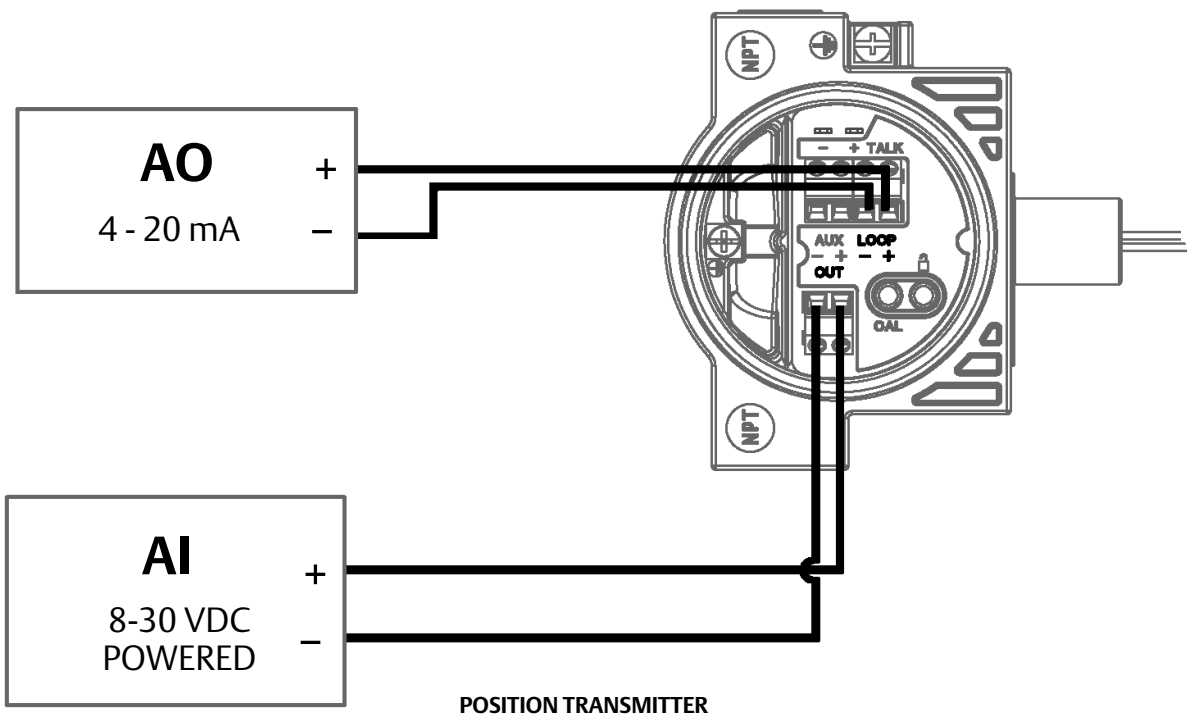 NPT
AO
+
4 - 20 mA
−
− + TALK
AUX LOOP
− + − +
OUT
CAL
NPT
AI
+
8-30 VDC
−
POWERED
POSITION TRANSMITTER